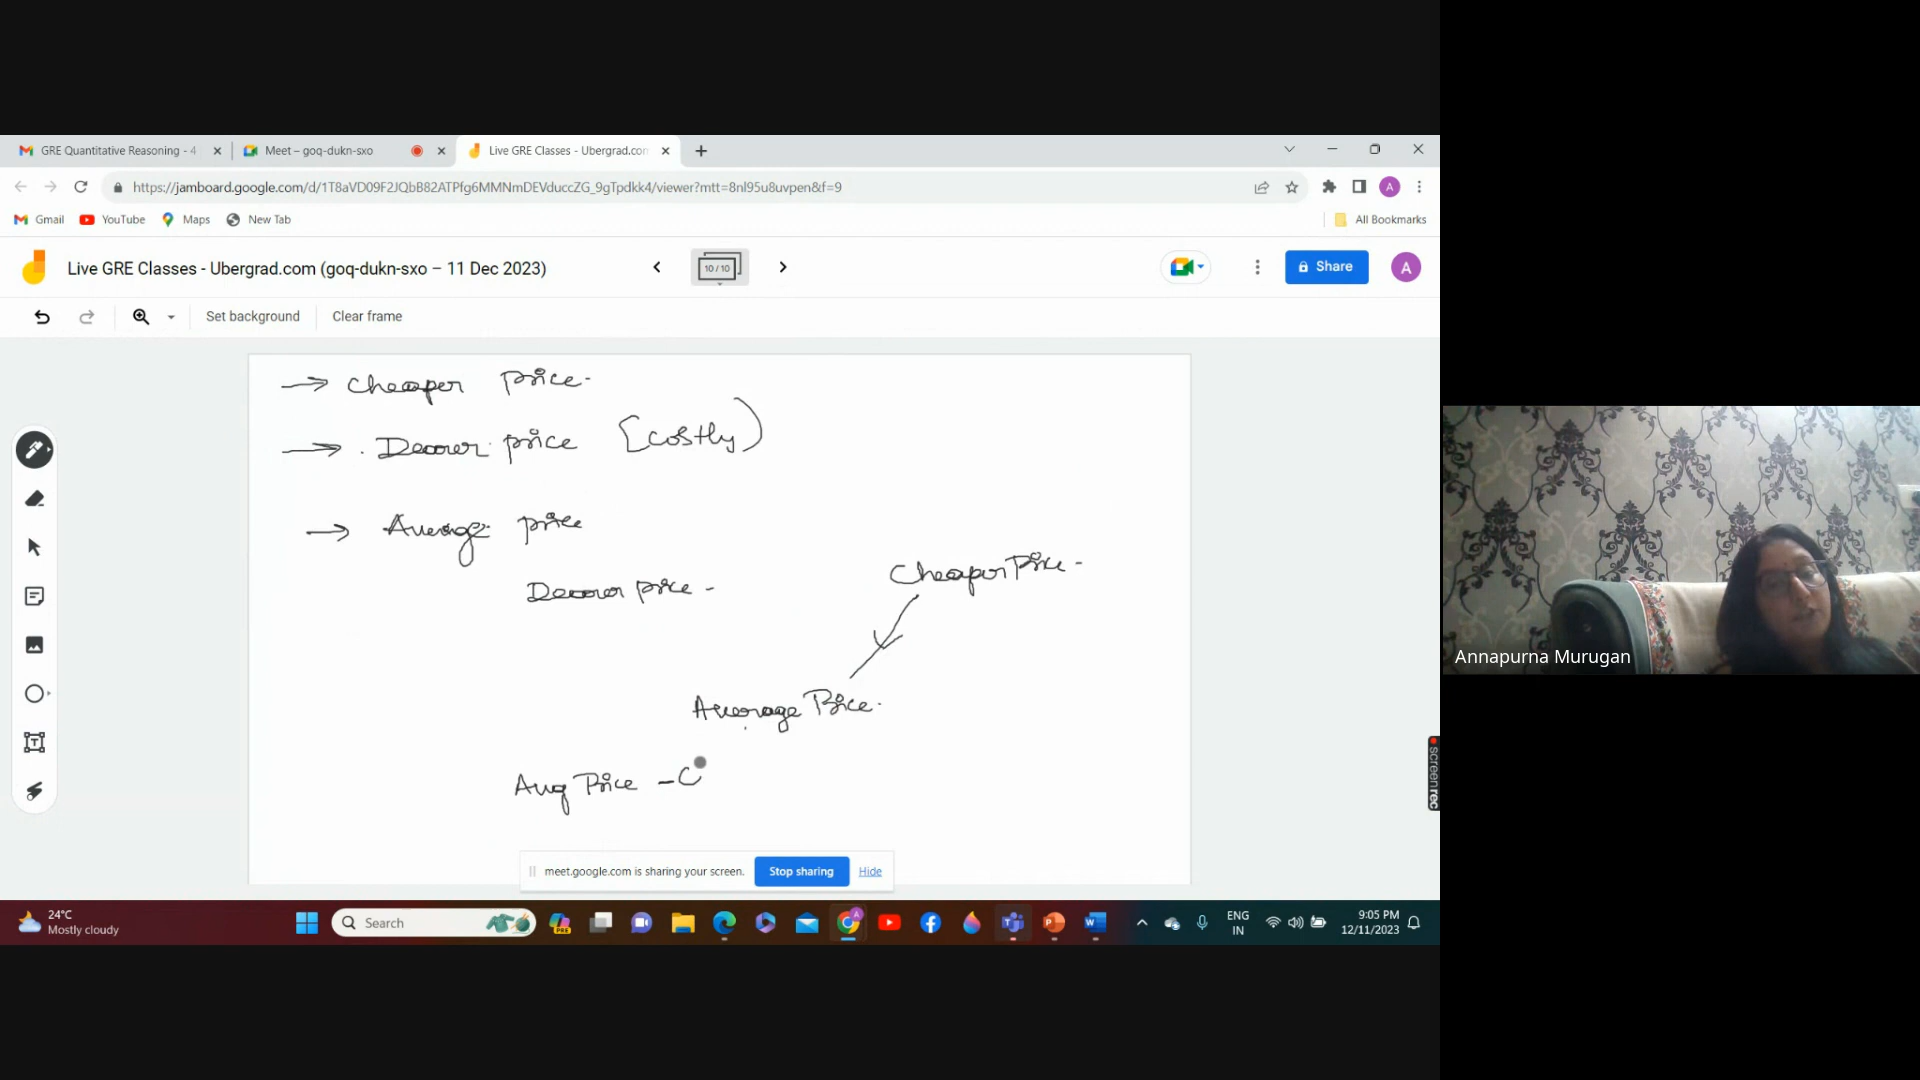 GRE Quantitative Reasoning - 4
Meet – goq-dukn-sxo
Live GRE Classes - Ubergrad.com
https://jamboard.google.com/d/1T8aVD09F2JQbB82ATPfg6MMNmDEVduccZG_9gTpdkk4/viewer?mtt=8nl95u8uvpen&f=9
A
Gmail YouTube Maps New Tab All Bookmarks
Live GRE Classes - Ubergrad.com (goq-dukn-sxo – 11 Dec 2023)
10 / 10
Share
A
Set background Clear frame
→ Cheaper Price.
→ . Dearer price [costly)
→ Average price
Cheaper Price.
Dearer price -
Average Price.
Avg Price - C
Annapurna Murugan
screenrec
meet.google.com is sharing your screen. Stop sharing Hide
24°C
Mostly cloudy
Search
PRE
ENG
IN
9:05 PM
12/11/2023